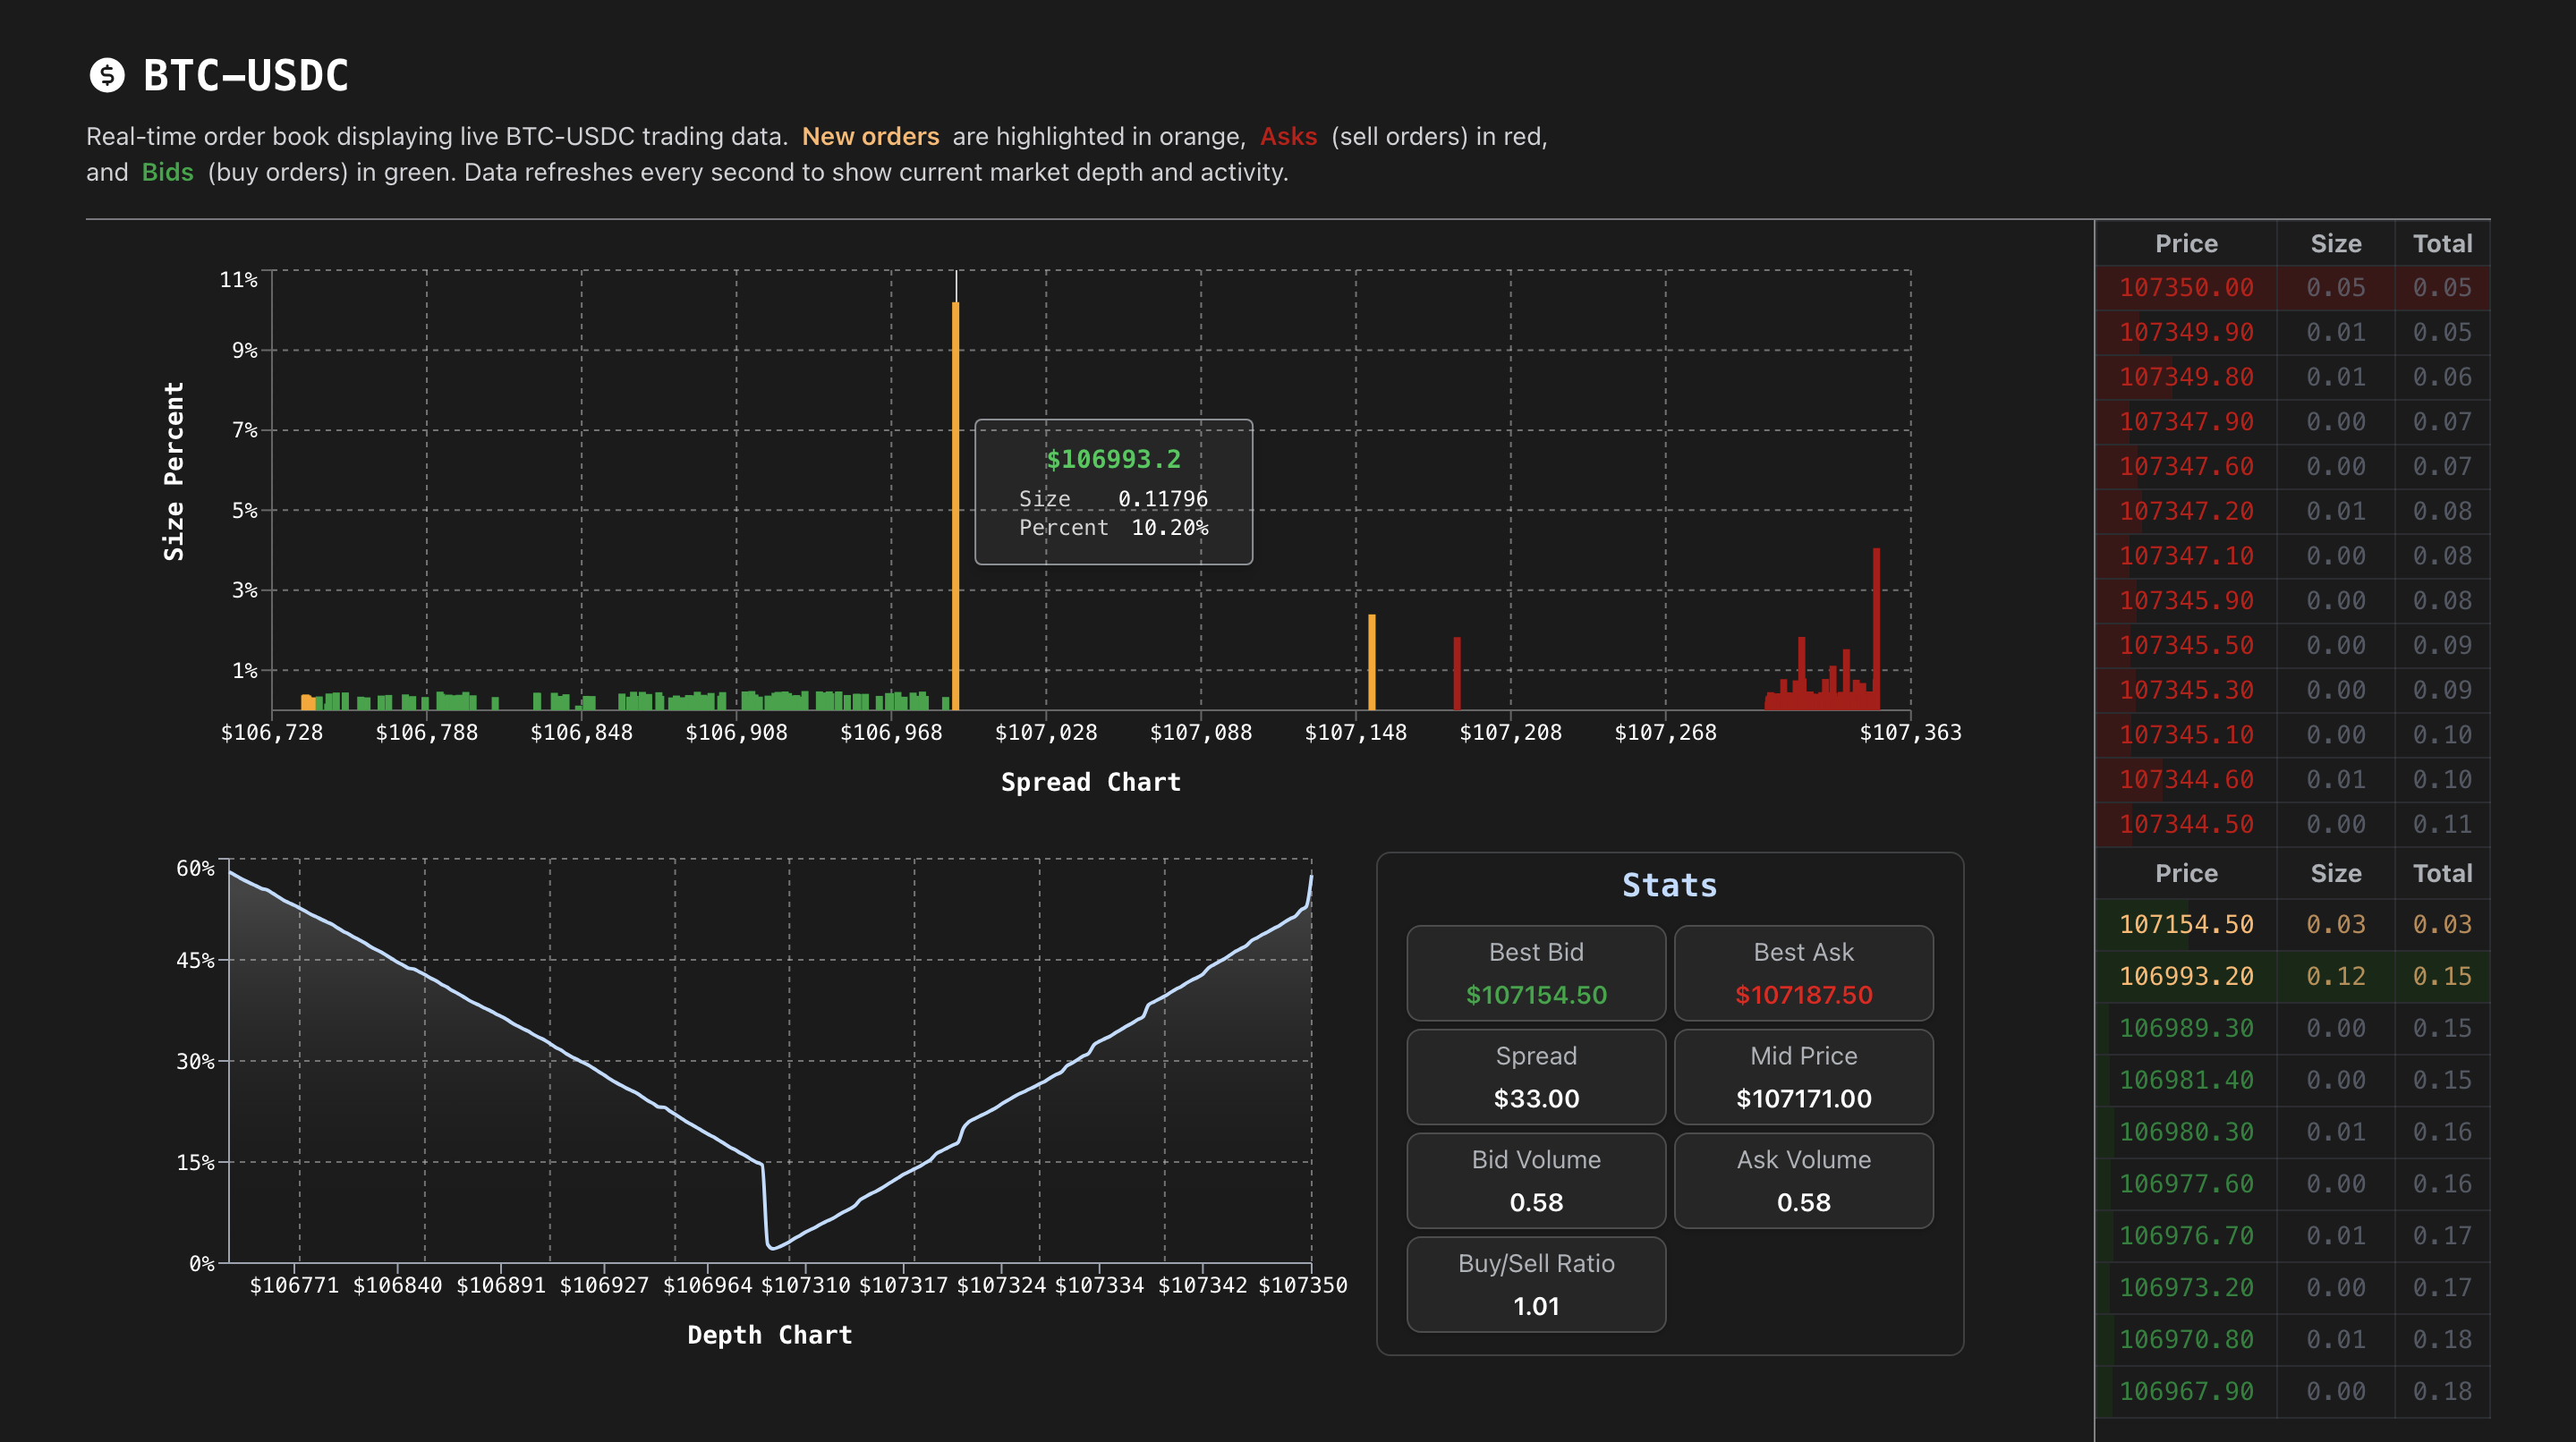 BTC–USDC
Real-time order book displaying live BTC-USDC trading data. New orders are highlighted in orange, Asks (sell orders) in red,
and Bids (buy orders) in green. Data refreshes every second to show current market depth and activity.
11%
9%
7%
5%
3%
1%
Size Percent
$106993.2
Size 0.11796
Percent 10.20%
$106,728 $106,788 $106,848 $106,908 $106,968 $107,028 $107,088 $107,148 $107,208 $107,268 $107,363
Spread Chart
60%
45%
30%
15%
0%
$106771 $106840 $106891 $106927 $106964 $107310 $107317 $107324 $107334 $107342 $107350
Depth Chart
Stats
Best Bid
$107154.50
Best Ask
$107187.50
Spread
$33.00
Mid Price
$107171.00
Bid Volume
0.58
Ask Volume
0.58
Buy/Sell Ratio
1.01
Price Size Total
107350.00 0.05 0.05
107349.90 0.01 0.05
107349.80 0.01 0.06
107347.90 0.00 0.07
107347.60 0.00 0.07
107347.20 0.01 0.08
107347.10 0.00 0.08
107345.90 0.00 0.08
107345.50 0.00 0.09
107345.30 0.00 0.09
107345.10 0.00 0.10
107344.60 0.01 0.10
107344.50 0.00 0.11
Price Size Total
107154.50 0.03 0.03
106993.20 0.12 0.15
106989.30 0.00 0.15
106981.40 0.00 0.15
106980.30 0.01 0.16
106977.60 0.00 0.16
106976.70 0.01 0.17
106973.20 0.00 0.17
106970.80 0.01 0.18
106967.90 0.00 0.18